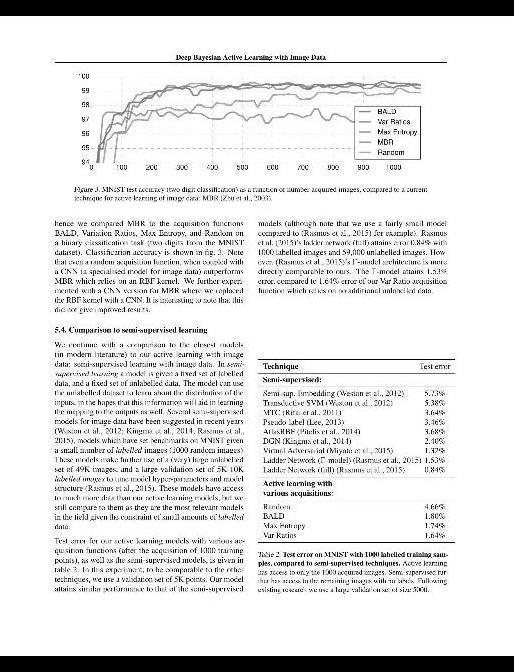 Deep Bayesian Active Learning with Image Data
100
99
98
97
96
95
94
0 100 200 300 400 500 600 700 800 900 1000
BALD
Var Ratios
Max Entropy
MBR
Random
Figure 3. MNIST test accuracy (two digit classification) as a function of number acquired images, compared to a current
technique for active learning of image data: MBR (Zhu et al., 2003).
hence we compared MBR to the acquisition functions
BALD, Variation Ratios, Max Entropy, and Random on
a binary classification task (two digits from the MNIST
dataset). Classification accuracy is shown in fig. 3. Note
that even a random acquisition function, when coupled with
a CNN (a specialised model for image data) outperforms
MBR which relies on an RBF kernel. We further experi-
mented with a CNN version for MBR where we replaced
the RBF kernel with a CNN. It is interesting to note that this
did not give improved results.
5.4. Comparison to semi-supervised learning
We continue with a comparison to the closest models
(in modern literature) to our active learning with image
data: semi-supervised learning with image data. In semi-
supervised learning a model is given a fixed set of labelled
data, and a fixed set of unlabelled data. The model can use
the unlabelled dataset to learn about the distribution of the
inputs, in the hopes that this information will aid in learning
the mapping to the outputs as well. Several semi-supervised
models for image data have been suggested in recent years
(Weston et al., 2012; Kingma et al., 2014; Rasmus et al.,
2015), models which have set benchmarks on MNIST given
a small number of labelled images (1000 random images).
These models make further use of a (very) large unlabelled
set of 49K images, and a large validation set of 5K-10K
labelled images to tune model hyper-parameters and model
structure (Rasmus et al., 2015). These models have access
to much more data than our active learning models, but we
still compare to them as they are the most relevant models
in the field given the constraint of small amounts of labelled
data.
Test error for our active learning models with various ac-
quisition functions (after the acquisition of 1000 training
points), as well as the semi-supervised models, is given in
table 2. In this experiment, to be comparable to the other
techniques, we use a validation set of 5K points. Our model
attains similar performance to that of the semi-supervised
models (although note that we use a fairly small model
compared to (Rasmus et al., 2015) for example). Rasmus
et al. (2015)'s ladder network (full) attains error 0.84% with
1000 labelled images and 59,000 unlabelled images. How-
ever, (Rasmus et al., 2015)'s Γ-model architecture is more
directly comparable to ours. The Γ-model attains 1.53%
error, compared to 1.64% error of our Var Ratio acquisition
function which relies on no additional unlabelled data.
Technique Test error
Semi-supervised:
Semi-sup. Embedding (Weston et al., 2012) 5.73%
Transductive SVM (Weston et al., 2012) 5.38%
MTC (Rifai et al., 2011) 3.64%
Pseudo label (Lee, 2013) 3.46%
AtlasRBF (Pitelis et al., 2014) 3.68%
DGN (Kingma et al., 2014) 2.40%
Virtual Adversarial (Miyato et al., 2015) 1.32%
Ladder Network (Γ-model) (Rasmus et al., 2015) 1.53%
Ladder Network (full) (Rasmus et al., 2015) 0.84%
Active learning with
various acquisitions:
Random 4.66%
BALD 1.80%
Max Entropy 1.74%
Var Ratios 1.64%
Table 2. Test error on MNIST with 1000 labelled training sam-
ples, compared to semi-supervised techniques. Active learning
has access to only the 1000 acquired images. Semi-supervised fur-
ther has access to the remaining images with no labels. Following
existing research we use a large validation set of size 5000.